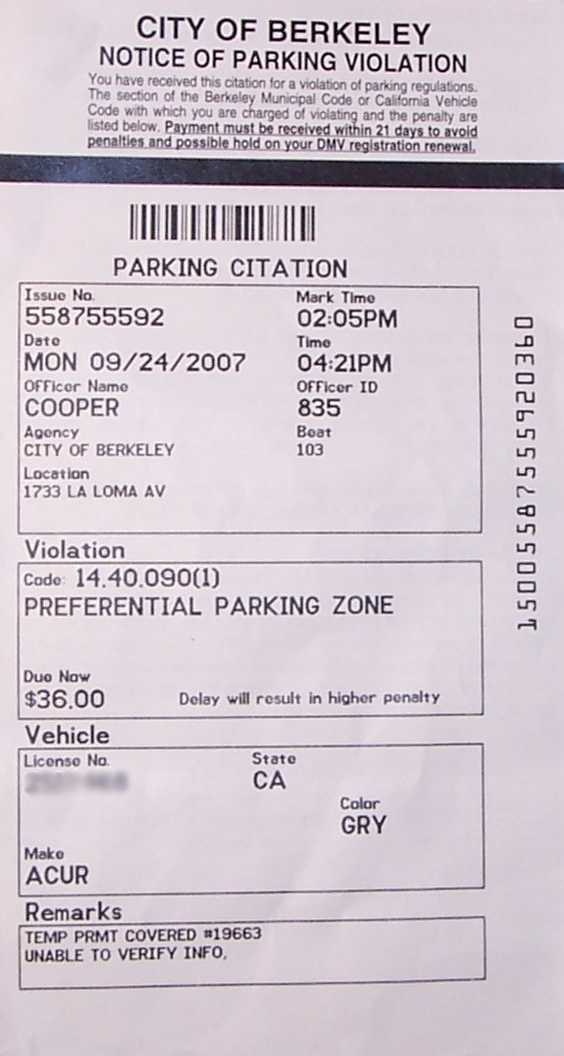 CITY OF BERKELEY
NOTICE OF PARKING VIOLATION
You have received this citation for a violation of parking regulations.
The section of the Berkeley Municipal Code or California Vehicle
Code with which you are charged of violating and the penalty are
listed below. Payment must be received within 21 days to avoid
penalties and possible hold on your DMV registration renewal.
PARKING CITATION
Issue No. Mark Time
558755592 02:05PM
Date Time
MON 09/24/2007 04:21PM
Officer Name Officer ID
COOPER 835
Agency Beat
CITY OF BERKELEY 103
Location
1733 LA LOMA AV
Violation
Code: 14.40.090(1)
PREFERENTIAL PARKING ZONE
Due Now
$36.00 Delay will result in higher penalty
Vehicle
License No. State
CA
Color
GRY
Make
ACUR
Remarks
TEMP PRMT COVERED #19663
UNABLE TO VERIFY INFO.
15005587555920360